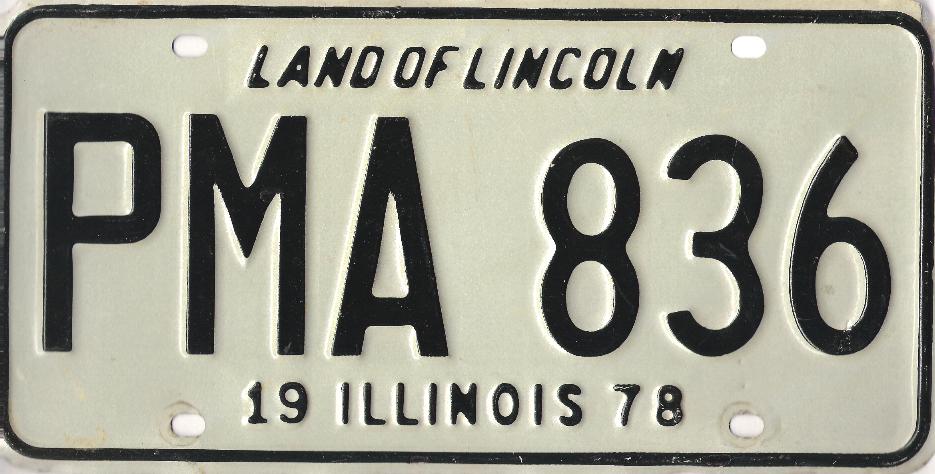 LAND OF LINCOLN
PMA 836
19 ILLINOIS 78